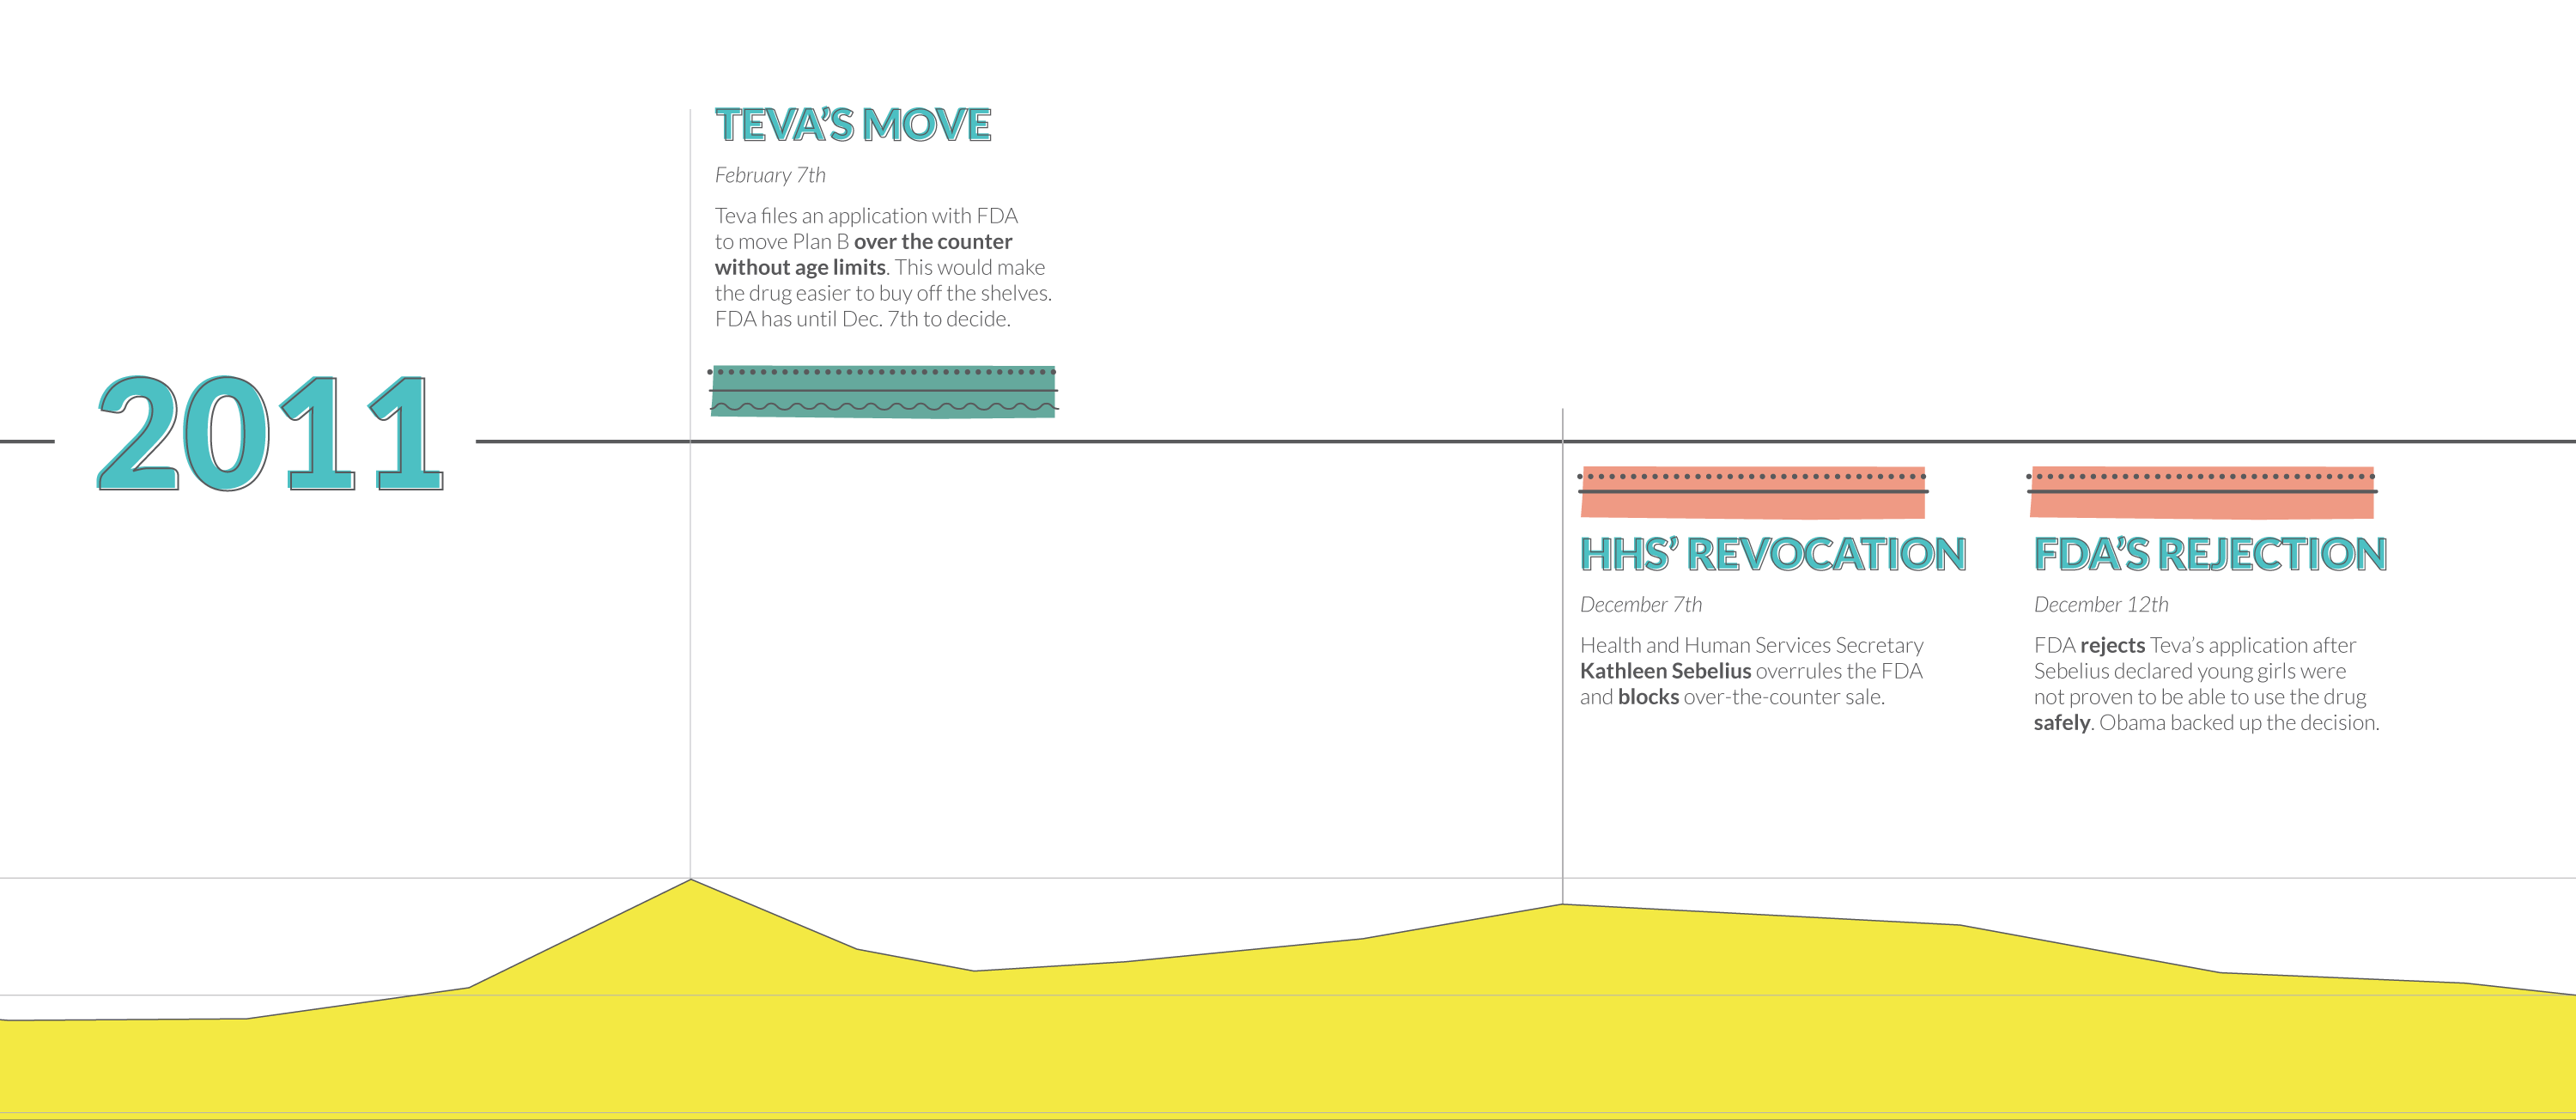 TEVA’S MOVE
February 7th
Teva files an application with FDA
to move Plan B over the counter
without age limits. This would make
the drug easier to buy off the shelves.
FDA has until Dec. 7th to decide.
2011
HHS’ REVOCATION
December 7th
Health and Human Services Secretary
Kathleen Sebelius overrules the FDA
and blocks over-the-counter sale.
FDA’S REJECTION
December 12th
FDA rejects Teva’s application after
Sebelius declared young girls were
not proven to be able to use the drug
safely. Obama backed up the decision.